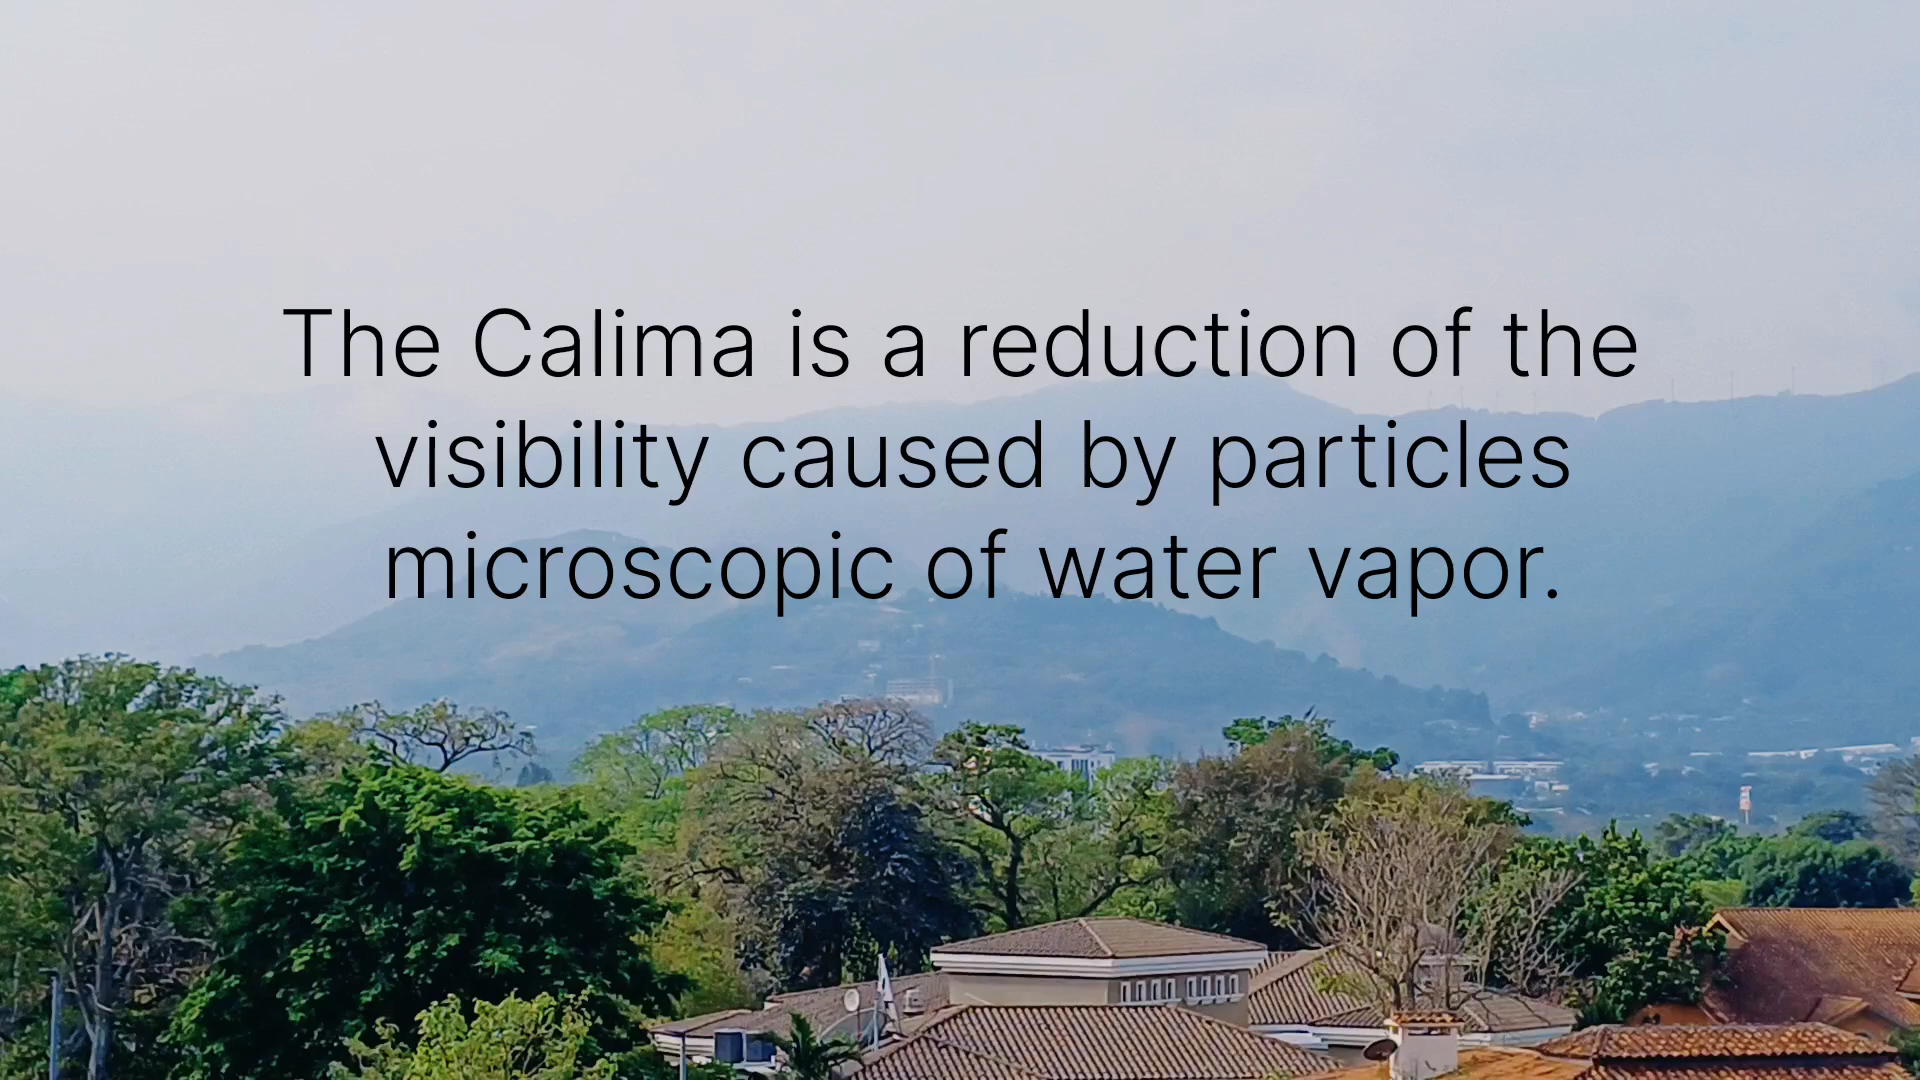 The Calima is a reduction of the
visibility caused by particles
microscopic of water vapor.